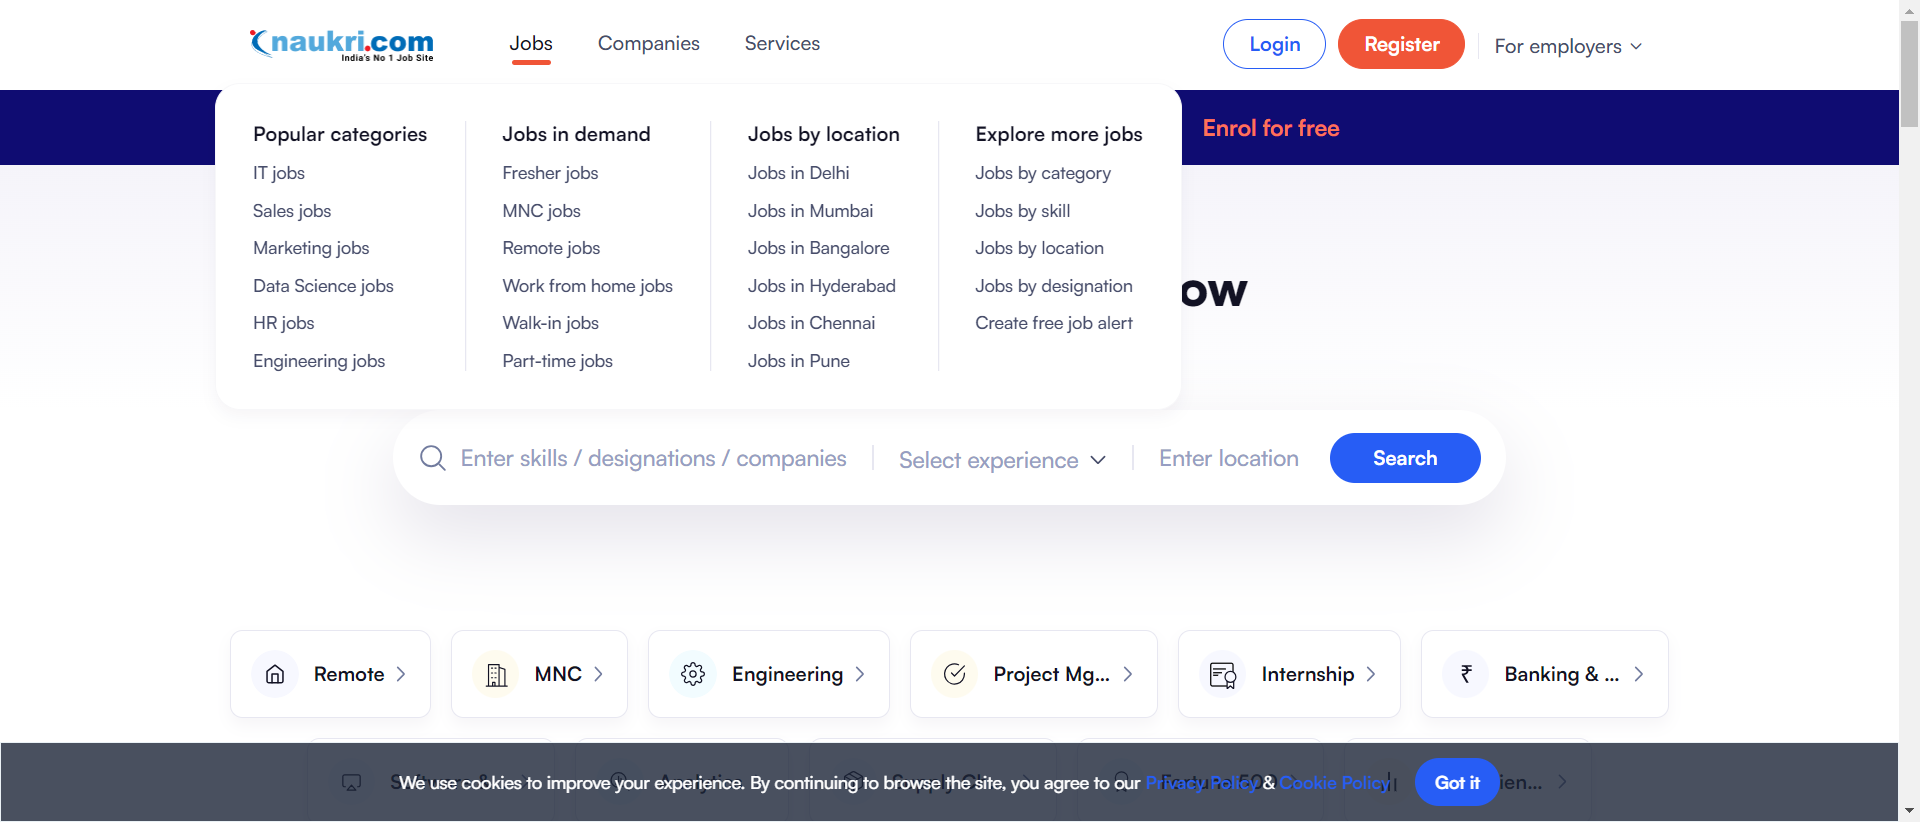 naukri.com
India's No 1 Job Site
Jobs
Companies
Services
Login
Register
For employers
Enrol for free
Popular categories
IT jobs
Sales jobs
Marketing jobs
Data Science jobs
HR jobs
Engineering jobs
Jobs in demand
Fresher jobs
MNC jobs
Remote jobs
Work from home jobs
Walk-in jobs
Part-time jobs
Jobs by location
Jobs in Delhi
Jobs in Mumbai
Jobs in Bangalore
Jobs in Hyderabad
Jobs in Chennai
Jobs in Pune
Explore more jobs
Jobs by category
Jobs by skill
Jobs by location
Jobs by designation
Create free job alert
ow
Enter skills / designations / companies
Select experience
Enter location
Search
Remote
MNC
Engineering
Project Mg...
Internship
₹
Banking & ...
We use cookies to improve your experience. By continuing to browse the site, you agree to our Privacy Policy & Cookie Policy
Got it